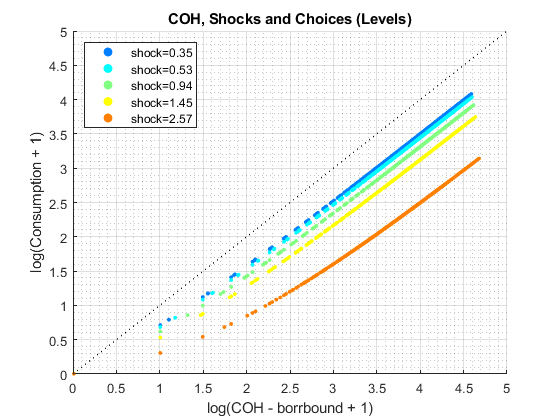 COH, Shocks and Choices (Levels)
5
4.5
4
3.5
3
2.5
2
1.5
1
0.5
0
shock=0.35
shock=0.53
shock=0.94
shock=1.45
shock=2.57
log(Consumption + 1)
0 0.5 1 1.5 2 2.5 3 3.5 4 4.5 5
log(COH - borrbound + 1)